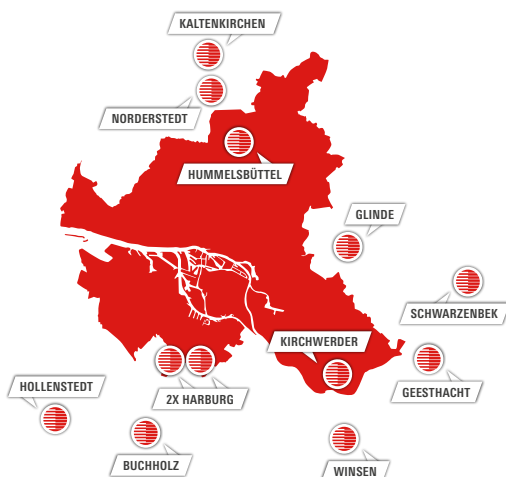 KALTENKIRCHEN
NORDERSTEDT
HUMMELSBÜTTEL
GLINDE
SCHWARZENBEK
KIRCHWERDER
GEESTHACHT
HOLLENSTEDT
2X HARBURG
BUCHHOLZ
WINSEN